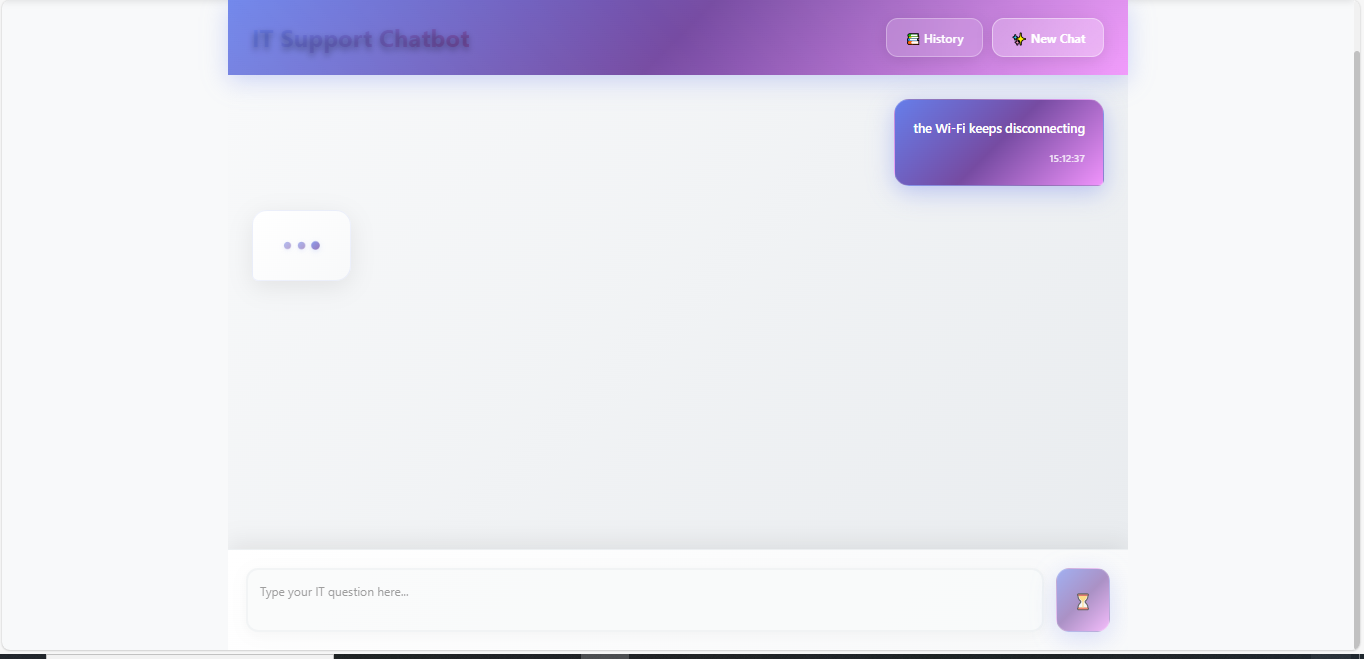 IT Support Chatbot
History
New Chat
the Wi-Fi keeps disconnecting
15:12:37
Type your IT question here...